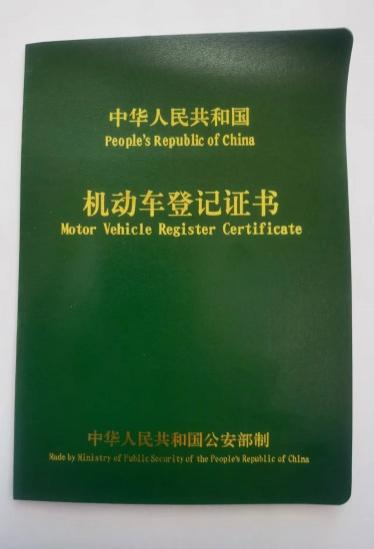 中华人民共和国
People's Republic of China
机动车登记证书
Motor Vehicle Register Certificate
中华人民共和国公安部制
Made by Ministry of Public Security of the People's Republic of China